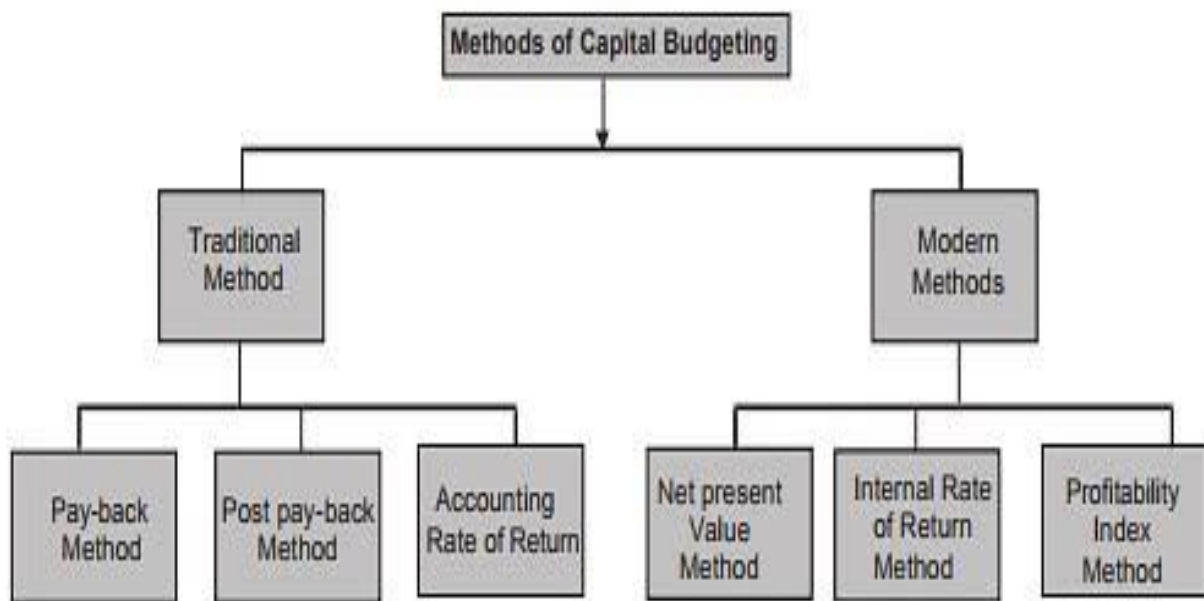 Methods of Capital Budgeting
Traditional
Method
Modern
Methods
Pay-back
Method
Post pay-back
Method
Accounting
Rate of Return
Net present
Value
Method
Internal Rate
of Return
Method
Profitability
Index
Method